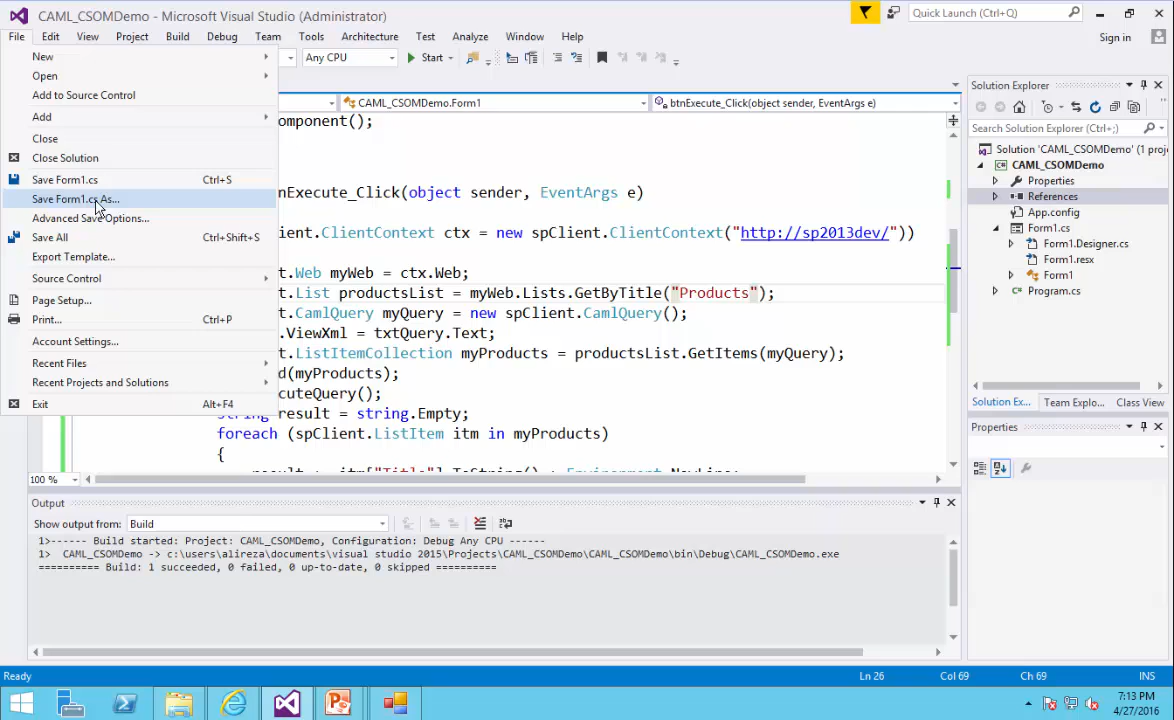 CAML_CSOMDemo - Microsoft Visual Studio (Administrator)
Quick Launch (Ctrl+Q)
File Edit View Project Build Debug Team Tools Architecture Test Analyze Window Help
Sign in
Any CPU Start
New
Open
Add to Source Control
Add
Close
Close Solution
Save Form1.cs Ctrl+S
Save Form1.cs As...
Advanced Save Options...
Save All Ctrl+Shift+S
Export Template...
Source Control
Page Setup...
Print... Ctrl+P
Account Settings...
Recent Files
Recent Projects and Solutions
Exit Alt+F4
CAML_CSOMDemo.Form1 btnExecute_Click(object sender, EventArgs e)
omponent();
nExecute_Click(object sender, EventArgs e)
ient.ClientContext ctx = new spClient.ClientContext("http://sp2013dev/"))
t.Web myWeb = ctx.Web;
t.List productsList = myWeb.Lists.GetByTitle("Products");
t.CamlQuery myQuery = new spClient.CamlQuery();
.ViewXml = txtQuery.Text;
t.ListItemCollection myProducts = productsList.GetItems(myQuery);
d(myProducts);
ecuteQuery();
string result = string.Empty;
foreach (spClient.ListItem itm in myProducts)
{
result += itm["Title"].ToString() + Environment.NewLine;
100 %
Solution Explorer
Search Solution Explorer (Ctrl+;)
Solution 'CAML_CSOMDemo' (1 proj
CAML_CSOMDemo
Properties
References
App.config
Form1.cs
Form1.Designer.cs
Form1.resx
Form1
Program.cs
Solution Ex... Team Explo... Class View
Properties
Output
Show output from: Build
1>------ Build started: Project: CAML_CSOMDemo, Configuration: Debug Any CPU ------
1> CAML_CSOMDemo -> c:\users\alireza\documents\visual studio 2015\Projects\CAML_CSOMDemo\CAML_CSOMDemo\bin\Debug\CAML_CSOMDemo.exe
========== Build: 1 succeeded, 0 failed, 0 up-to-date, 0 skipped ==========
Ready Ln 26 Col 69 Ch 69 INS
7:13 PM
4/27/2016